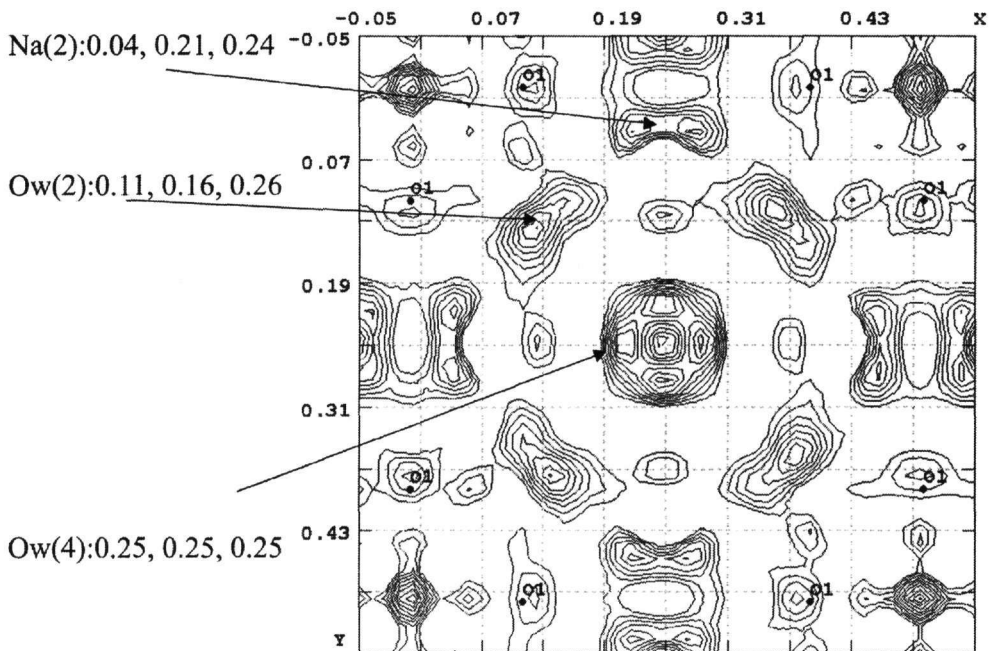 -0.05 0.07 0.19 0.31 0.43 X
Na(2):0.04, 0.21, 0.24 -0.05
O1 O1
0.07
Ow(2):0.11, 0.16, 0.26
O1 O1
0.19
0.31
O1 O1
0.43
Ow(4):0.25, 0.25, 0.25
O1 O1
Y